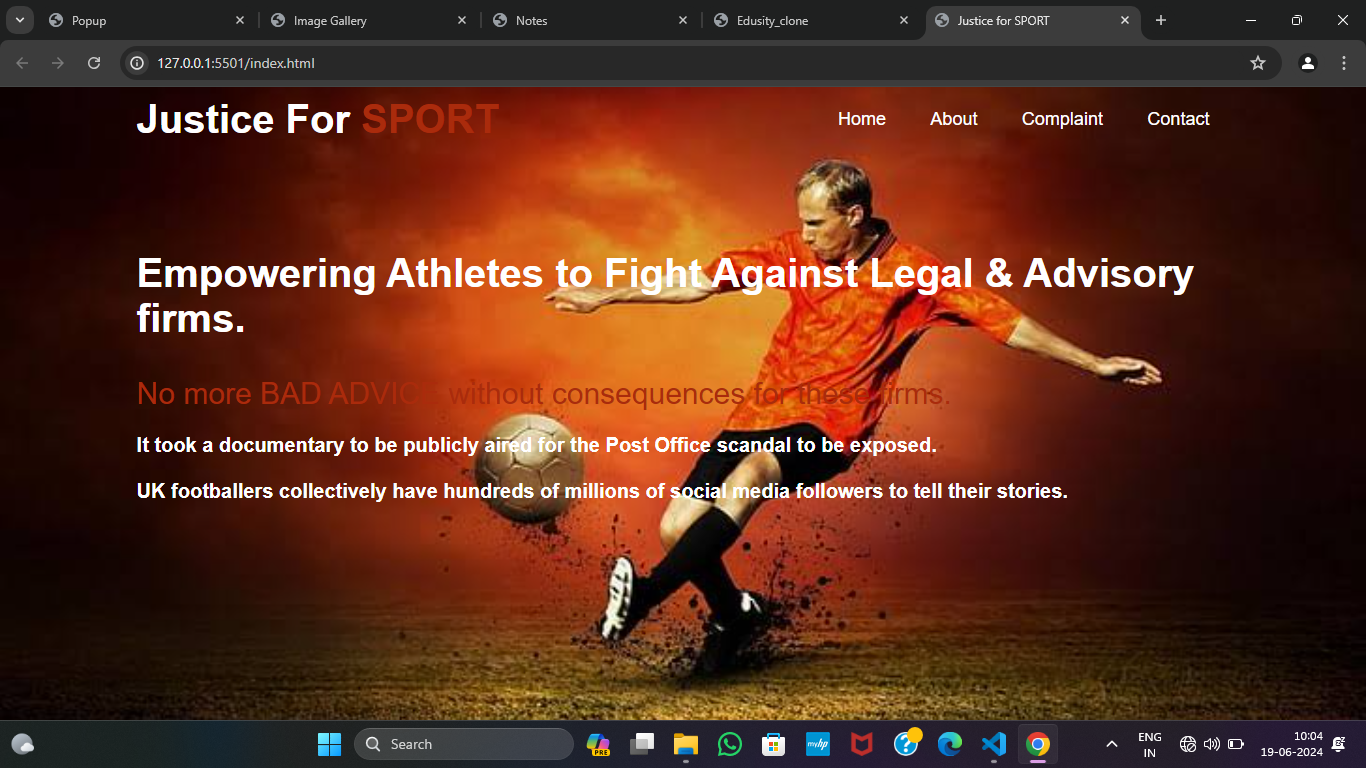 Popup
Image Gallery
Notes
Edusity_clone
Justice for SPORT
127.0.0.1:5501/index.html
Justice For SPORT
Home
About
Complaint
Contact
Empowering Athletes to Fight Against Legal & Advisory
firms.
No more BAD ADVICE without consequences for these firms.
It took a documentary to be publicly aired for the Post Office scandal to be exposed.
UK footballers collectively have hundreds of millions of social media followers to tell their stories.
PRE
Search
myhp
ENG
IN
10:04
19-06-2024